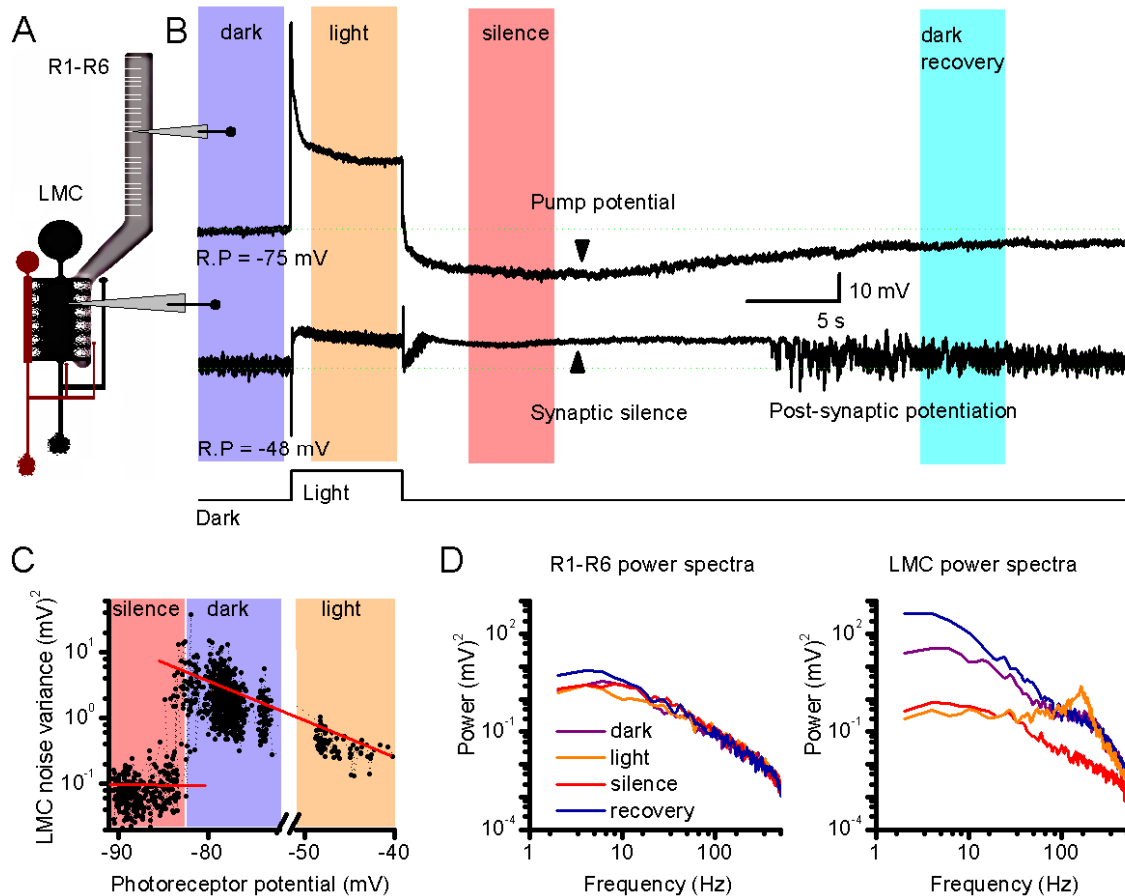 A
B
dark
light
silence
dark
recovery
R1-R6
LMC
Pump potential
R.P = -75 mV
10 mV
5 s
Synaptic silence
Post-synaptic potentiation
R.P = -48 mV
Light
Dark
C
silence
dark
light
LMC noise variance (mV)²
10¹
10⁰
10⁻¹
-90
-80
-50
-40
Photoreceptor potential (mV)
D
R1-R6 power spectra
Power (mV)²
10²
10⁻¹
10⁻⁴
dark
light
silence
recovery
1
10
100
Frequency (Hz)
LMC power spectra
Power (mV)²
10²
10⁻¹
10⁻⁴
1
10
100
Frequency (Hz)